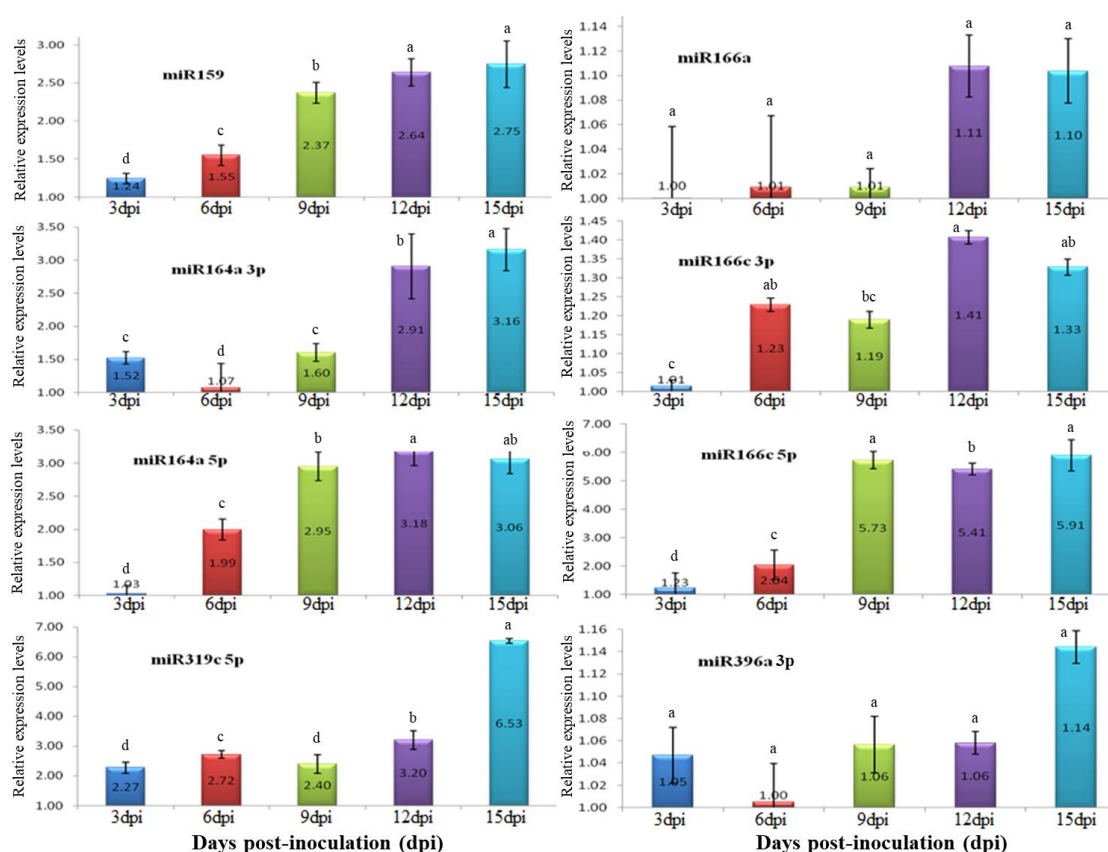 Relative expression levels
miR159
3.00
2.50
2.00
1.50
1.00
d
c
b
a
a
1.24
1.55
2.37
2.64
2.75
3dpi 6dpi 9dpi 12dpi 15dpi
Relative expression levels
miR166a
1.14
1.12
1.10
1.08
1.06
1.04
1.02
1.00
a
a
a
a
a
1.00
1.01
1.01
1.11
1.10
3dpi 6dpi 9dpi 12dpi 15dpi
Relative expression levels
miR164a 3p
3.50
3.00
2.50
2.00
1.50
1.00
c
d
c
b
a
1.52
1.07
1.60
2.91
3.16
3dpi 6dpi 9dpi 12dpi 15dpi
Relative expression levels
miR166c 3p
1.45
1.40
1.30
1.25
1.20
1.15
1.10
1.05
1.00
c
ab
bc
a
ab
1.01
1.23
1.19
1.41
1.33
3dpi 6dpi 9dpi 12dpi 15dpi
Relative expression levels
miR164a 5p
3.50
3.00
2.50
2.00
1.50
1.00
d
c
b
a
ab
1.03
1.99
2.95
3.18
3.06
3dpi 6dpi 9dpi 12dpi 15dpi
Relative expression levels
miR166c 5p
7.00
6.00
5.00
4.00
3.00
2.00
1.00
d
c
a
b
a
1.23
2.04
5.73
5.41
5.91
3dpi 6dpi 9dpi 12dpi 15dpi
Relative expression levels
miR319c 5p
7.00
6.00
5.00
4.00
3.00
2.00
1.00
d
c
d
b
a
2.27
2.72
2.40
3.20
6.53
3dpi 6dpi 9dpi 12dpi 15dpi
Days post-inoculation (dpi)
Relative expression levels
miR396a 3p
1.16
1.14
1.12
1.10
1.08
1.06
1.04
1.02
1.00
a
a
a
a
a
1.05
1.00
1.06
1.06
1.14
3dpi 6dpi 9dpi 12dpi 15dpi
Days post-inoculation (dpi)